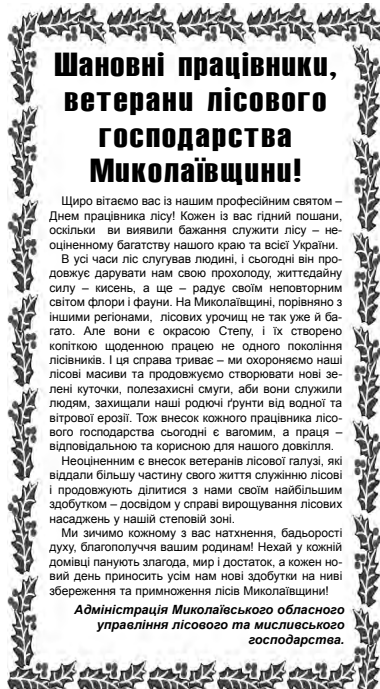 Шановні працівники,
ветерани лісового
господарства
Миколаївщини!
Щиро вітаємо вас із нашим професійним святом –
Днем працівника лісу! Кожен із вас гідний пошани,
оскільки ви виявили бажання служити лісу – не-
оціненному багатству нашого краю та всієї України.
В усі часи ліс слугував людині, і сьогодні він про-
довжує дарувати нам свою прохолоду, життєдайну
силу – кисень, а ще – радує своїм неповторним
світом флори і фауни. На Миколаївщині, порівняно з
іншими регіонами, лісових урочищ не так уже й ба-
гато. Але вони є окрасою Степу, і їх створено
копіткою щоденною працею не одного покоління
лісівників. І ця справа триває – ми охороняємо наші
лісові масиви та продовжуємо створювати нові зе-
лені куточки, полезахисні смуги, аби вони служили
людям, захищали наші родючі ґрунти від водної та
вітрової ерозії. Тож внесок кожного працівника лісо-
вого господарства сьогодні є вагомим, а праця –
відповідальною та корисною для нашого довкілля.
Неоціненним є внесок ветеранів лісової галузі, які
віддали більшу частину свого життя служінню лісові
і продовжують ділитися з нами своїм найбільшим
здобутком – досвідом у справі вирощування лісових
насаджень у нашій степовій зоні.
Ми зичимо кожному з вас натхнення, бадьорості
духу, благополуччя вашим родинам! Нехай у кожній
домівці панують злагода, мир і достаток, а кожен но-
вий день приносить усім нам нові здобутки на ниві
збереження та примноження лісів Миколаївщини!
Адміністрація Миколаївського обласного
управління лісового та мисливського
господарства.